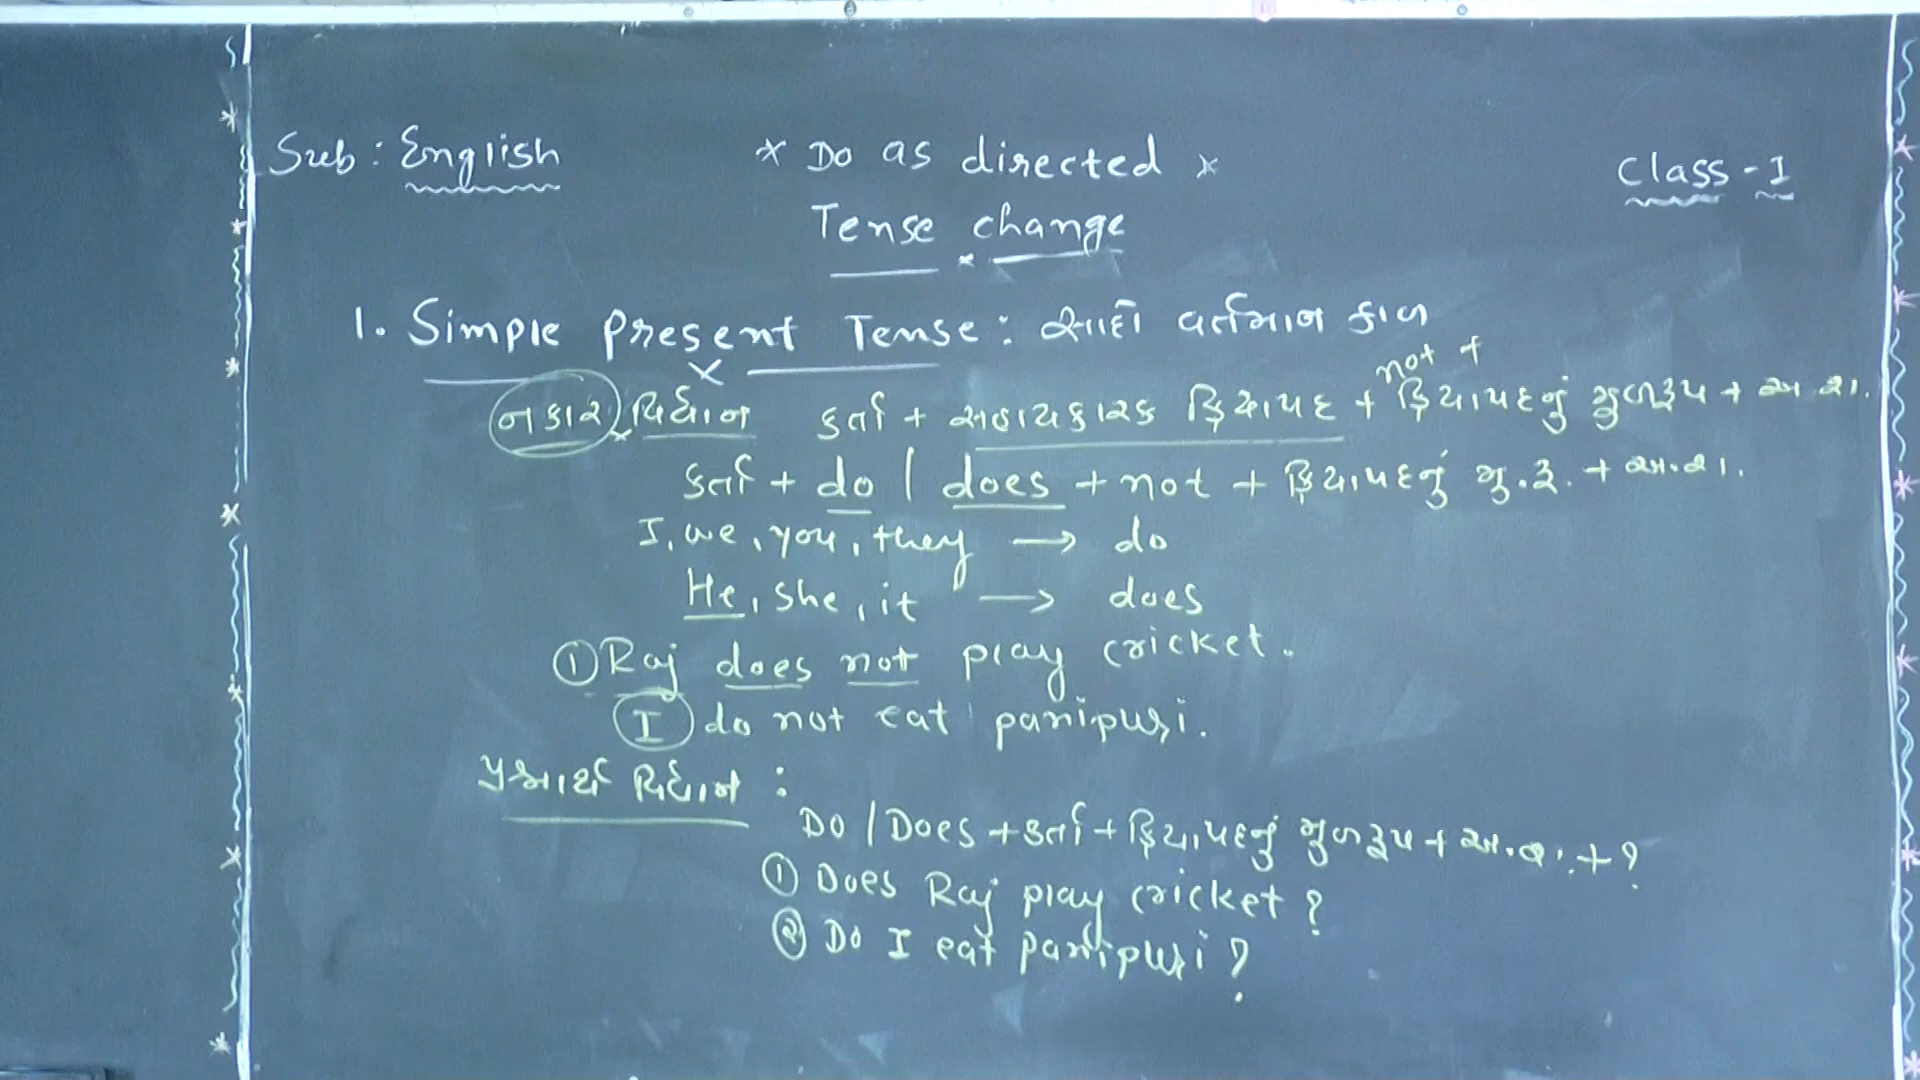 Sub : English
* Do as directed *
Class - I
Tense change
1. Simple Present Tense : સાદો વર્તમાન કાળ
નકાર વિધાન કર્તા + સહાયકારક ક્રિયાપદ + not + ક્રિયાપદનું મુળરૂપ + અ.શ.
કર્તા + do / does + not + ક્રિયાપદનું મુ.રૂ. + અ.શ.
I, we, you, they → do
He, she, it → does
① Raj does not play cricket.
I do not eat panipuri.
પ્રશ્નાર્થ વિધાન :
Do / Does + કર્તા + ક્રિયાપદનું મુળરૂપ + અ.શ. + ?
① Does Raj play cricket ?
② Do I eat panipuri ?